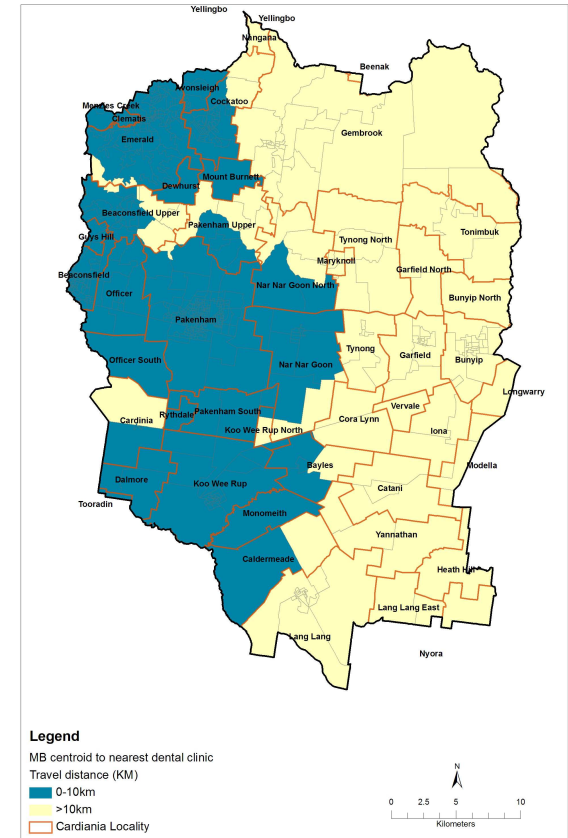 Yellingbo
Yellingbo
Nangana
Beenak
Avonsleigh
Menzies Creek
Cockatoo
Clematis
Gembrook
Emerald
Mount Burnett
Dewhurst
Beaconsfield Upper
Pakenham Upper
Tonimbuk
Guys Hill
Tynong North
Maryknoll
Garfield North
Beaconsfield
Nar Nar Goon North
Officer
Bunyip North
Pakenham
Tynong
Garfield
Bunyip
Officer South
Nar Nar Goon
Longwarry
Vervale
Rythdale
Pakenham South
Cardinia
Cora Lynn
Koo Wee Rup North
Iona
Bayles
Modella
Dalmore
Koo Wee Rup
Catani
Tooradin
Monomeith
Yannathan
Caldermeade
Heath Hill
Lang Lang East
Lang Lang
Nyora
Legend
MB centroid to nearest dental clinic
Travel distance (KM)
0-10km
>10km
Cardiania Locality
N
0 2.5 5 10
Kilometers